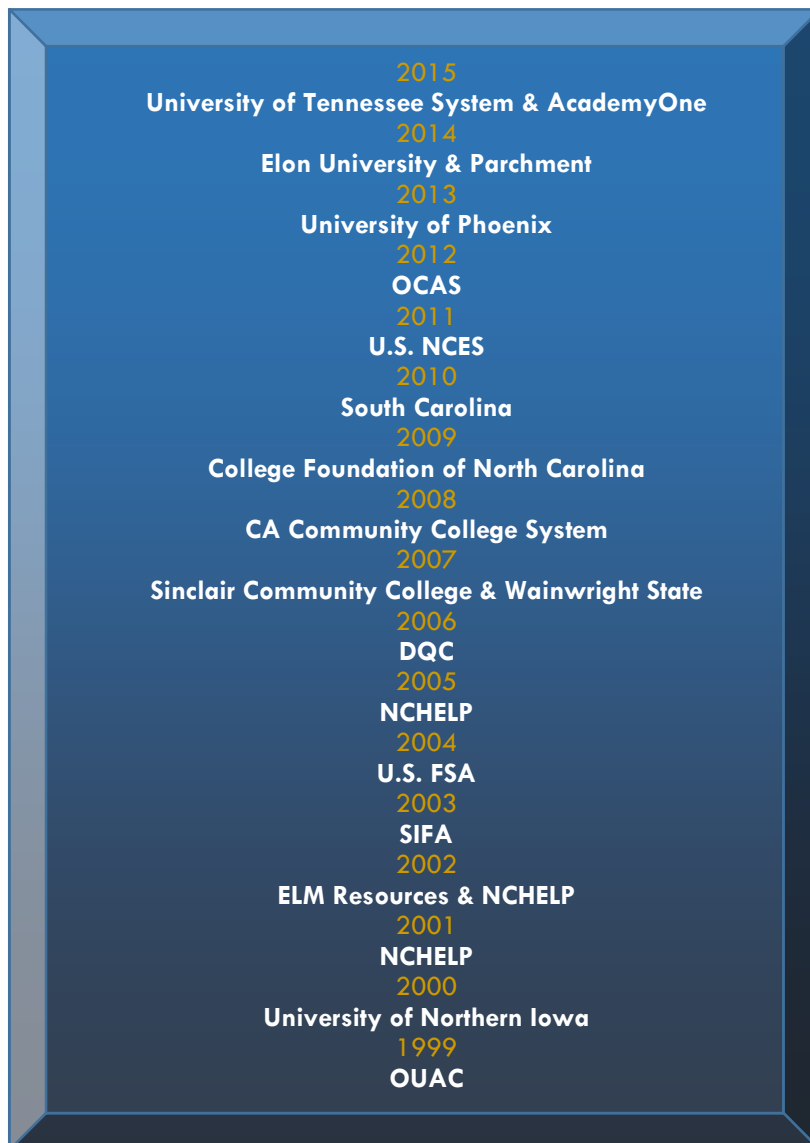 2015
University of Tennessee System & AcademyOne
2014
Elon University & Parchment
2013
University of Phoenix
2012
OCAS
2011
U.S. NCES
2010
South Carolina
2009
College Foundation of North Carolina
2008
CA Community College System
2007
Sinclair Community College & Wainwright State
2006
DQC
2005
NCHELP
2004
U.S. FSA
2003
SIFA
2002
ELM Resources & NCHELP
2001
NCHELP
2000
University of Northern Iowa
1999
OUAC